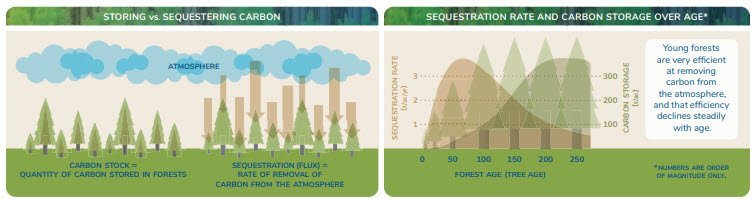 STORING vs. SEQUESTERING CARBON
ATMOSPHERE
CARBON STOCK =
QUANTITY OF CARBON STORED IN FORESTS
SEQUESTRATION (FLUX) =
RATE OF REMOVAL OF
CARBON FROM THE ATMOSPHERE
SEQUESTRATION RATE AND CARBON STORAGE OVER AGE*
SEQUESTRATION RATE
(t/ac/yr)
3
2
1
300
200
100
CARBON STORAGE
(t/ac)
0 50 100 150 200 250
FOREST AGE (TREE AGE)
Young forests
are very efficient
at removing
carbon from
the atmosphere,
and that efficiency
declines steadily
with age.
*NUMBERS ARE ORDER
OF MAGNITUDE ONLY.